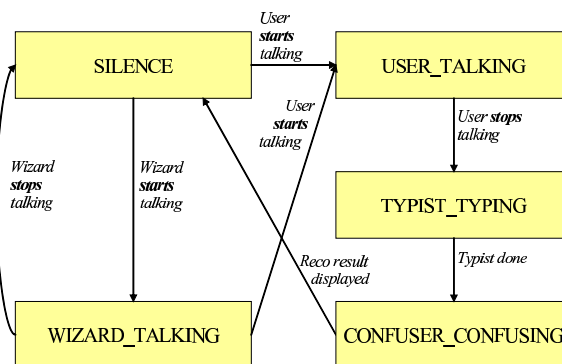 User
starts
talking
SILENCE
USER_TALKING
User
starts
talking
User stops
talking
Wizard
stops
talking
Wizard
starts
talking
TYPIST_TYPING
Reco result
displayed
Typist done
WIZARD_TALKING
CONFUSER_CONFUSING